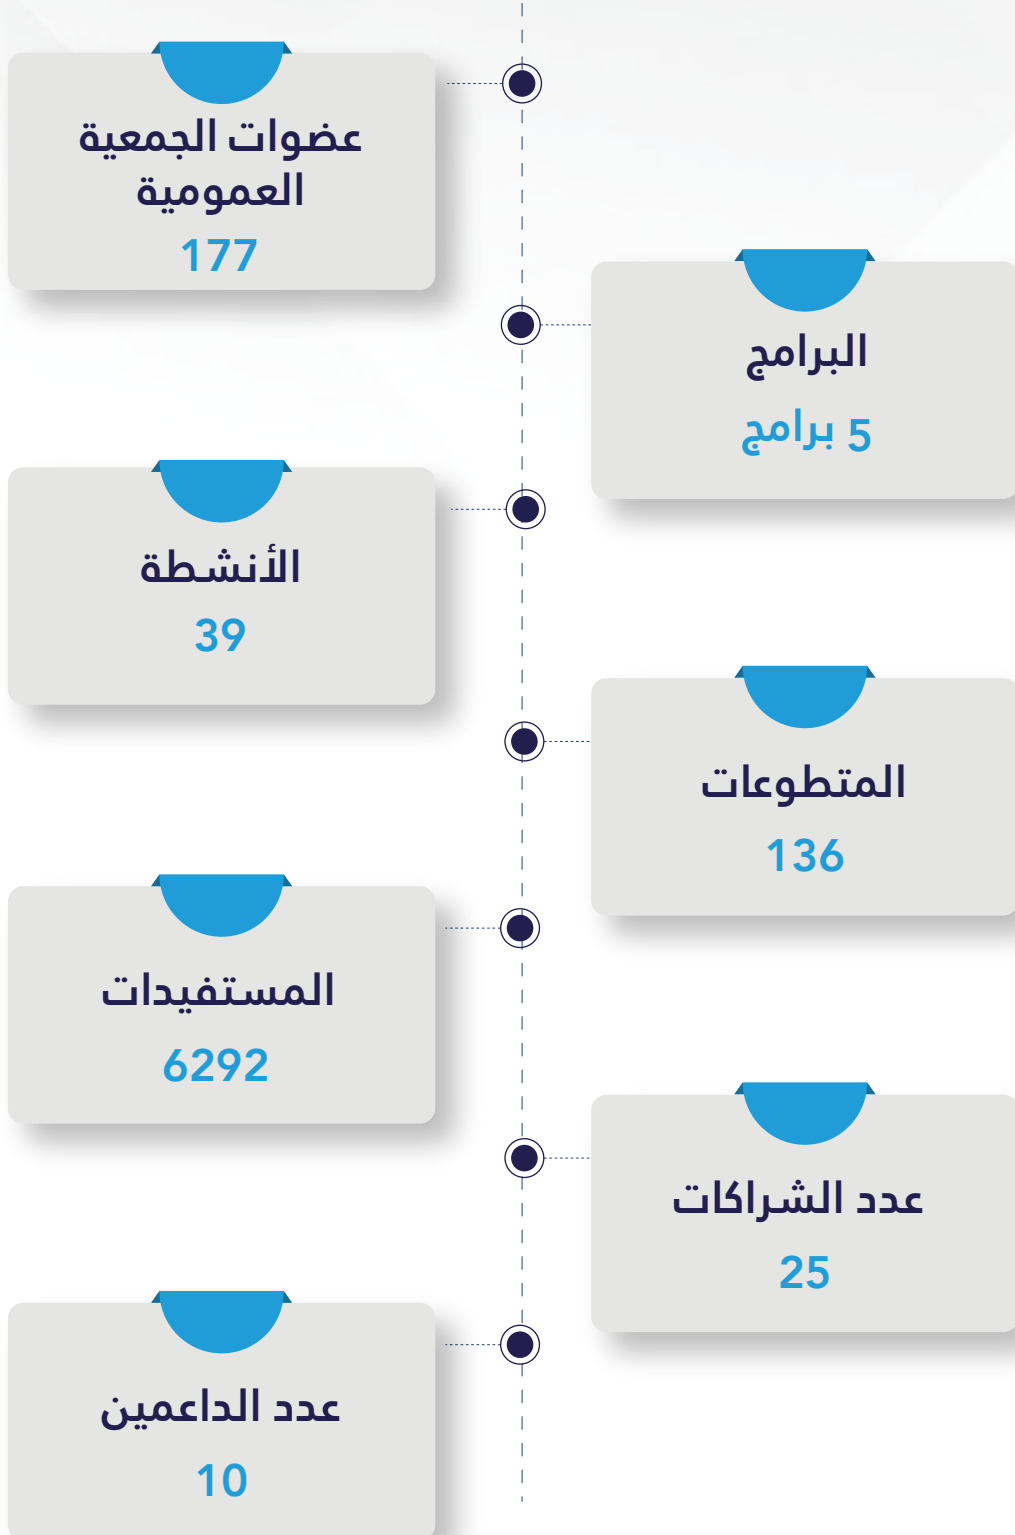 عضوات الجمعية
العمومية
177
البرامج
5 برامج
الأنشطة
39
المتطوعات
136
المستفيدات
6292
عدد الشراكات
25
عدد الداعمين
10